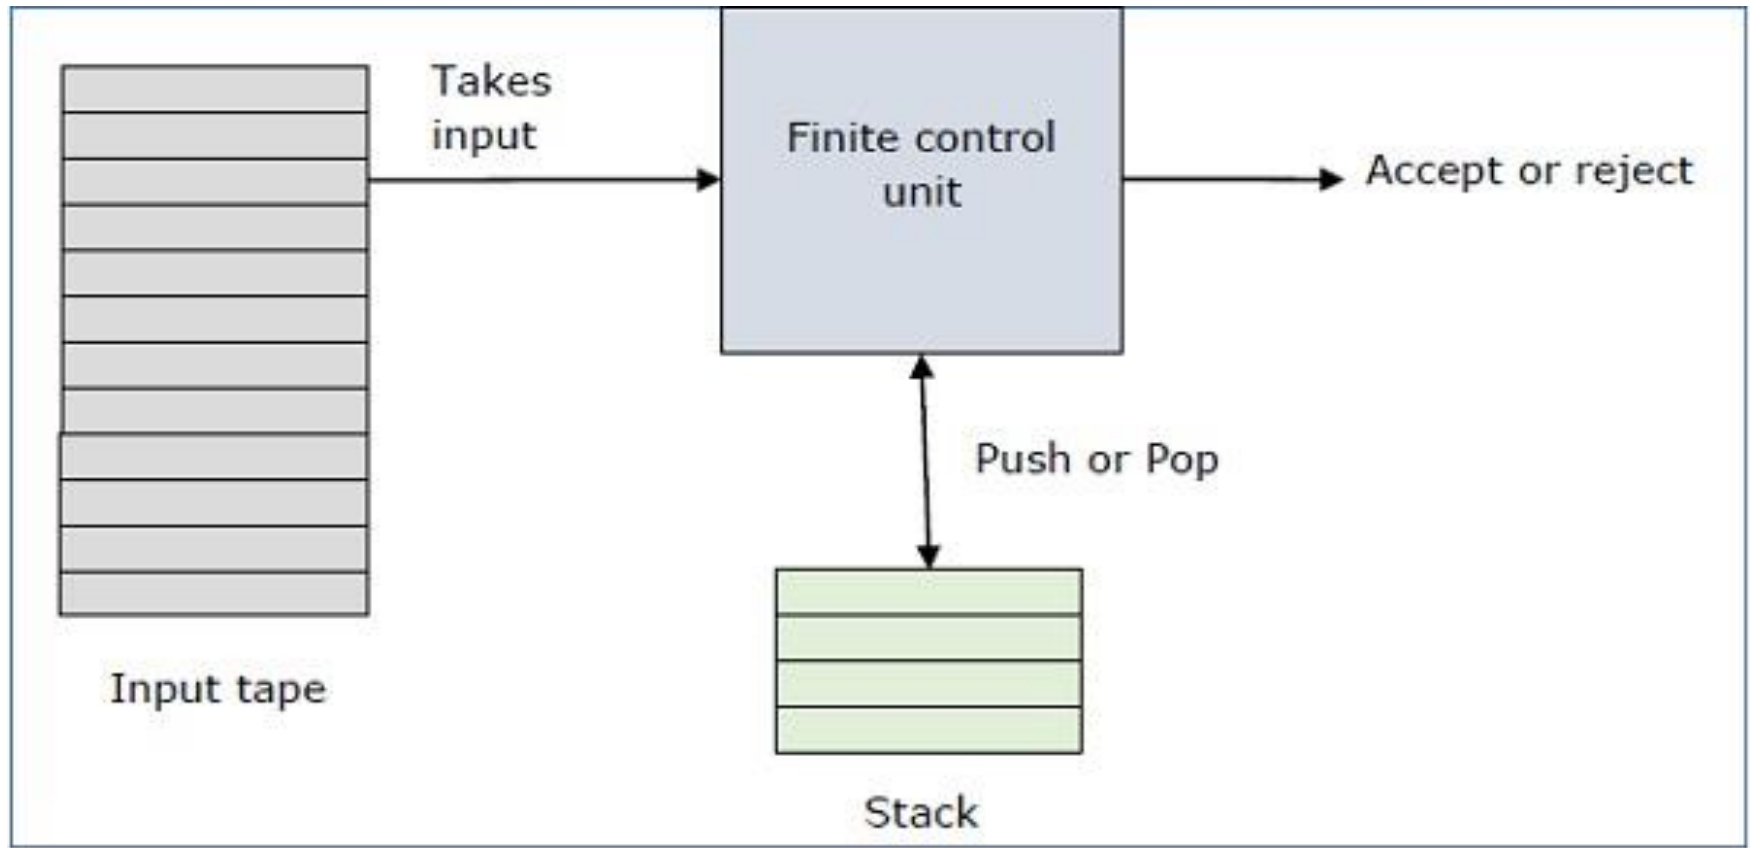 Takes
input
Finite control
unit
Accept or reject
Push or Pop
Input tape
Stack